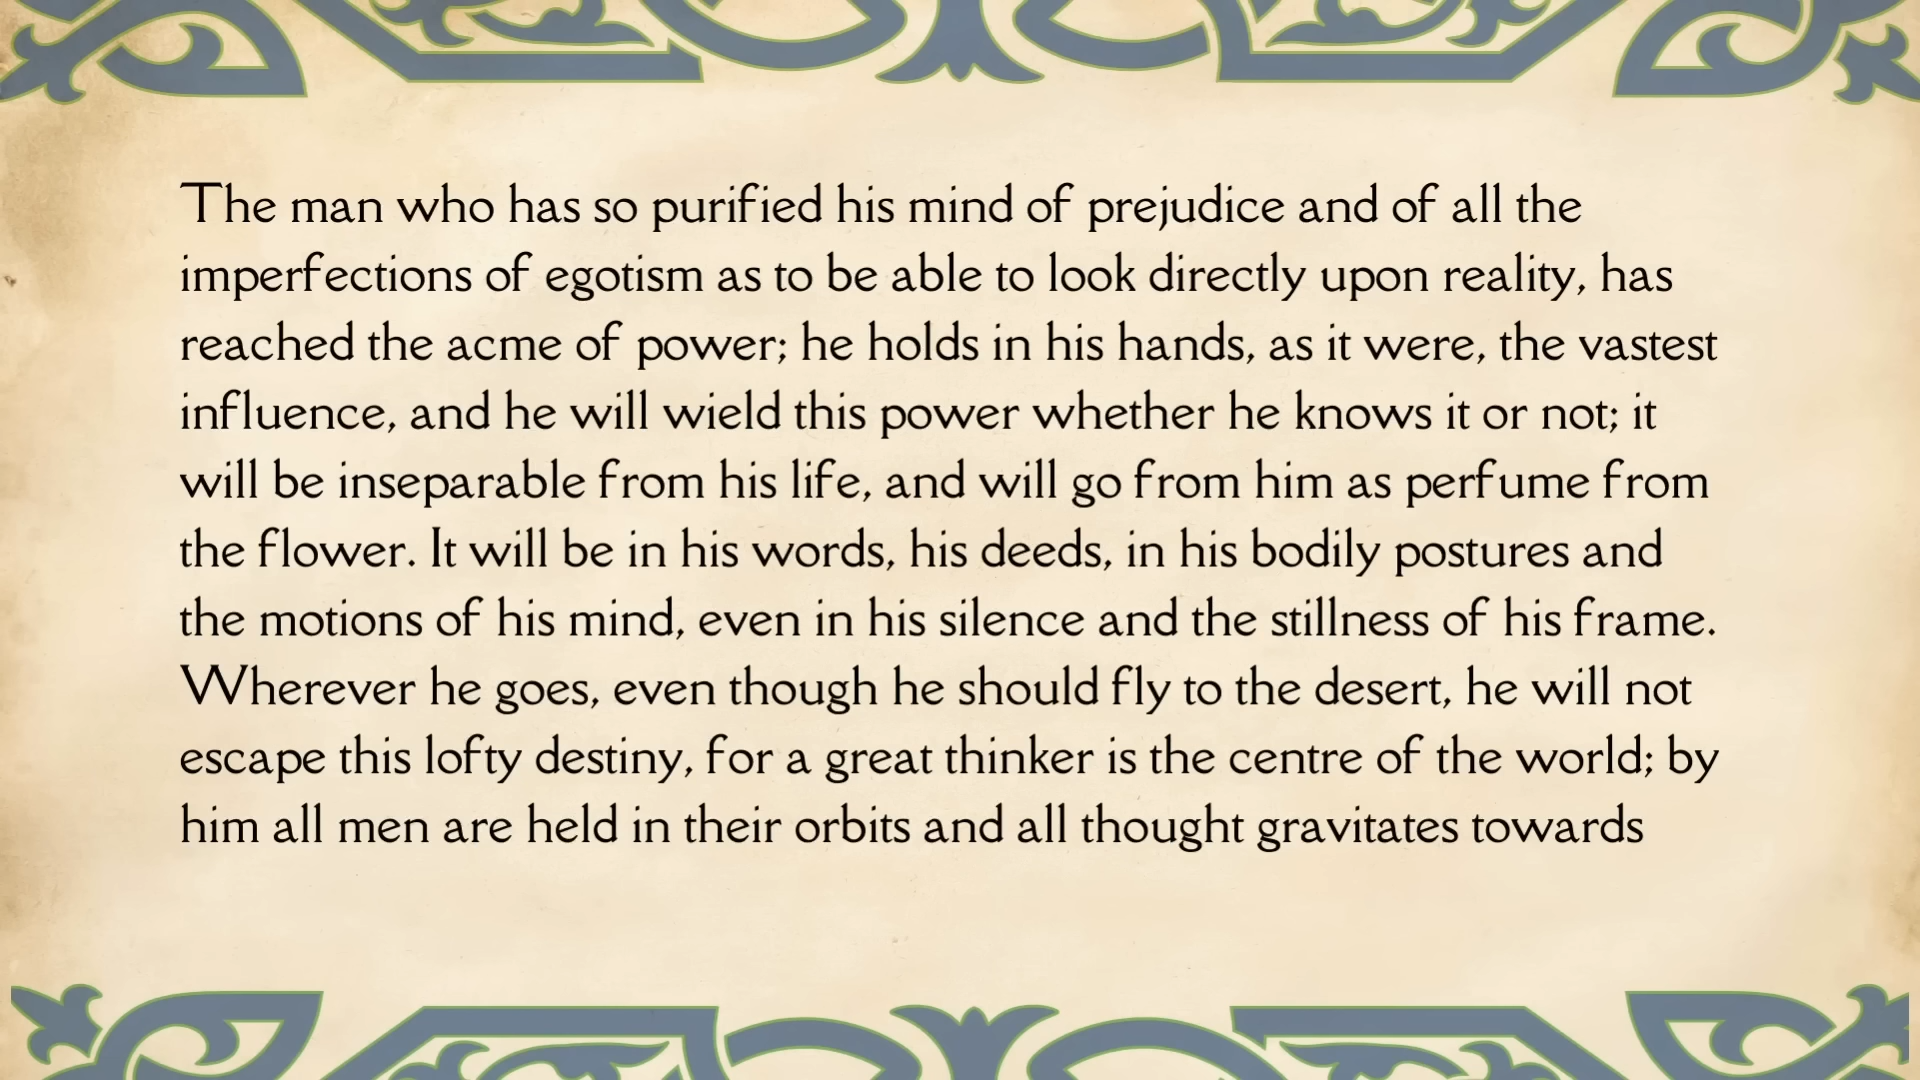 The man who has so purified his mind of prejudice and of all the
imperfections of egotism as to be able to look directly upon reality, has
reached the acme of power; he holds in his hands, as it were, the vastest
influence, and he will wield this power whether he knows it or not; it
will be inseparable from his life, and will go from him as perfume from
the flower. It will be in his words, his deeds, in his bodily postures and
the motions of his mind, even in his silence and the stillness of his frame.
Wherever he goes, even though he should fly to the desert, he will not
escape this lofty destiny, for a great thinker is the centre of the world; by
him all men are held in their orbits and all thought gravitates towards